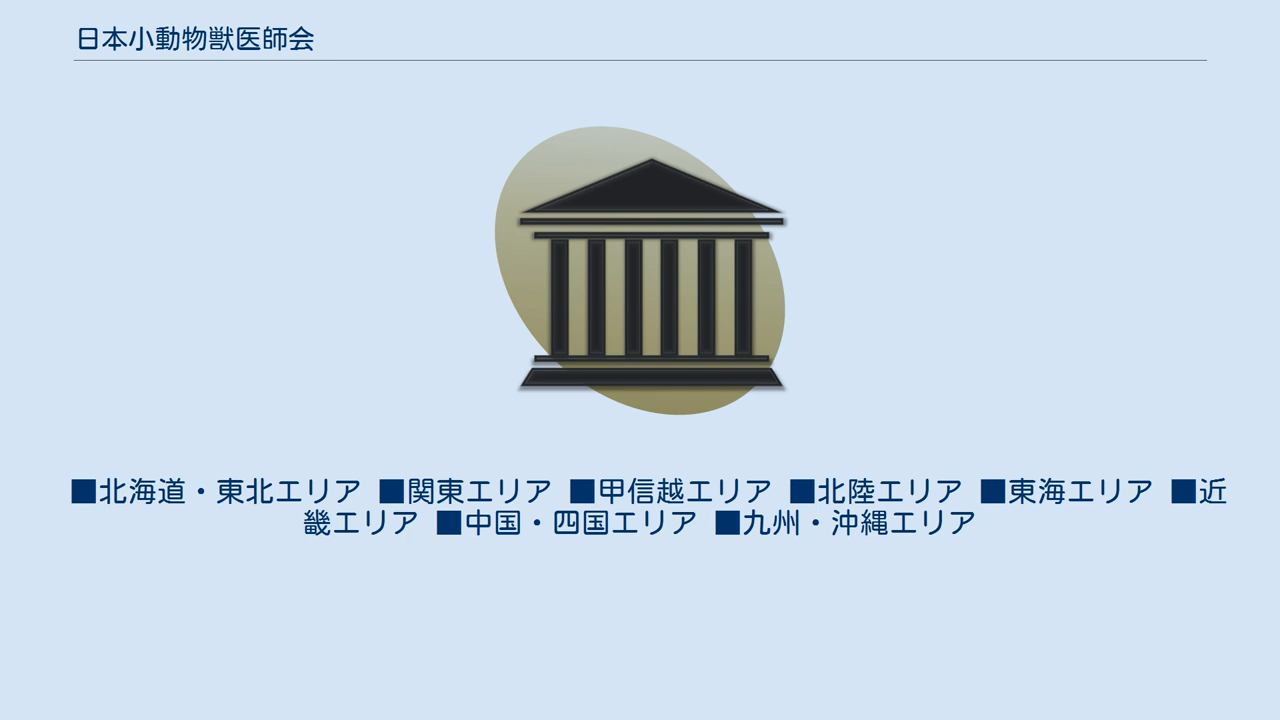 日本小動物獣医師会
■北海道・東北エリア ■関東エリア ■甲信越エリア ■北陸エリア ■東海エリア ■近
畿エリア ■中国・四国エリア ■九州・沖縄エリア